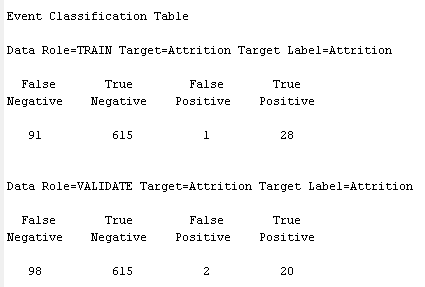 Event Classification Table
Data Role=TRAIN Target=Attrition Target Label=Attrition
False True False True
Negative Negative Positive Positive
91 615 1 28
Data Role=VALIDATE Target=Attrition Target Label=Attrition
False True False True
Negative Negative Positive Positive
98 615 2 20